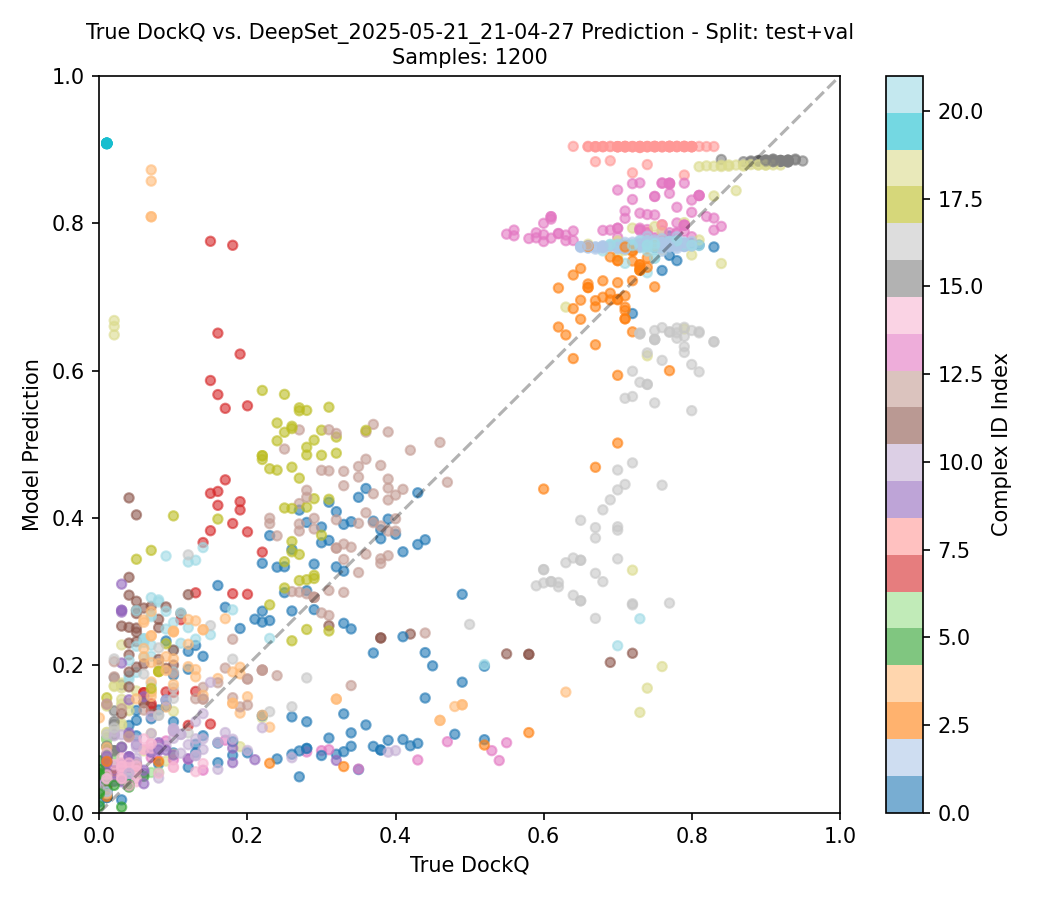 True DockQ vs. DeepSet_2025-05-21_21-04-27 Prediction - Split: test+val
Samples: 1200
1.0
0.8
0.6
0.4
0.2
0.0
Model Prediction
0.0 0.2 0.4 0.6 0.8 1.0
True DockQ
20.0
17.5
15.0
12.5
10.0
7.5
5.0
2.5
0.0
Complex ID Index